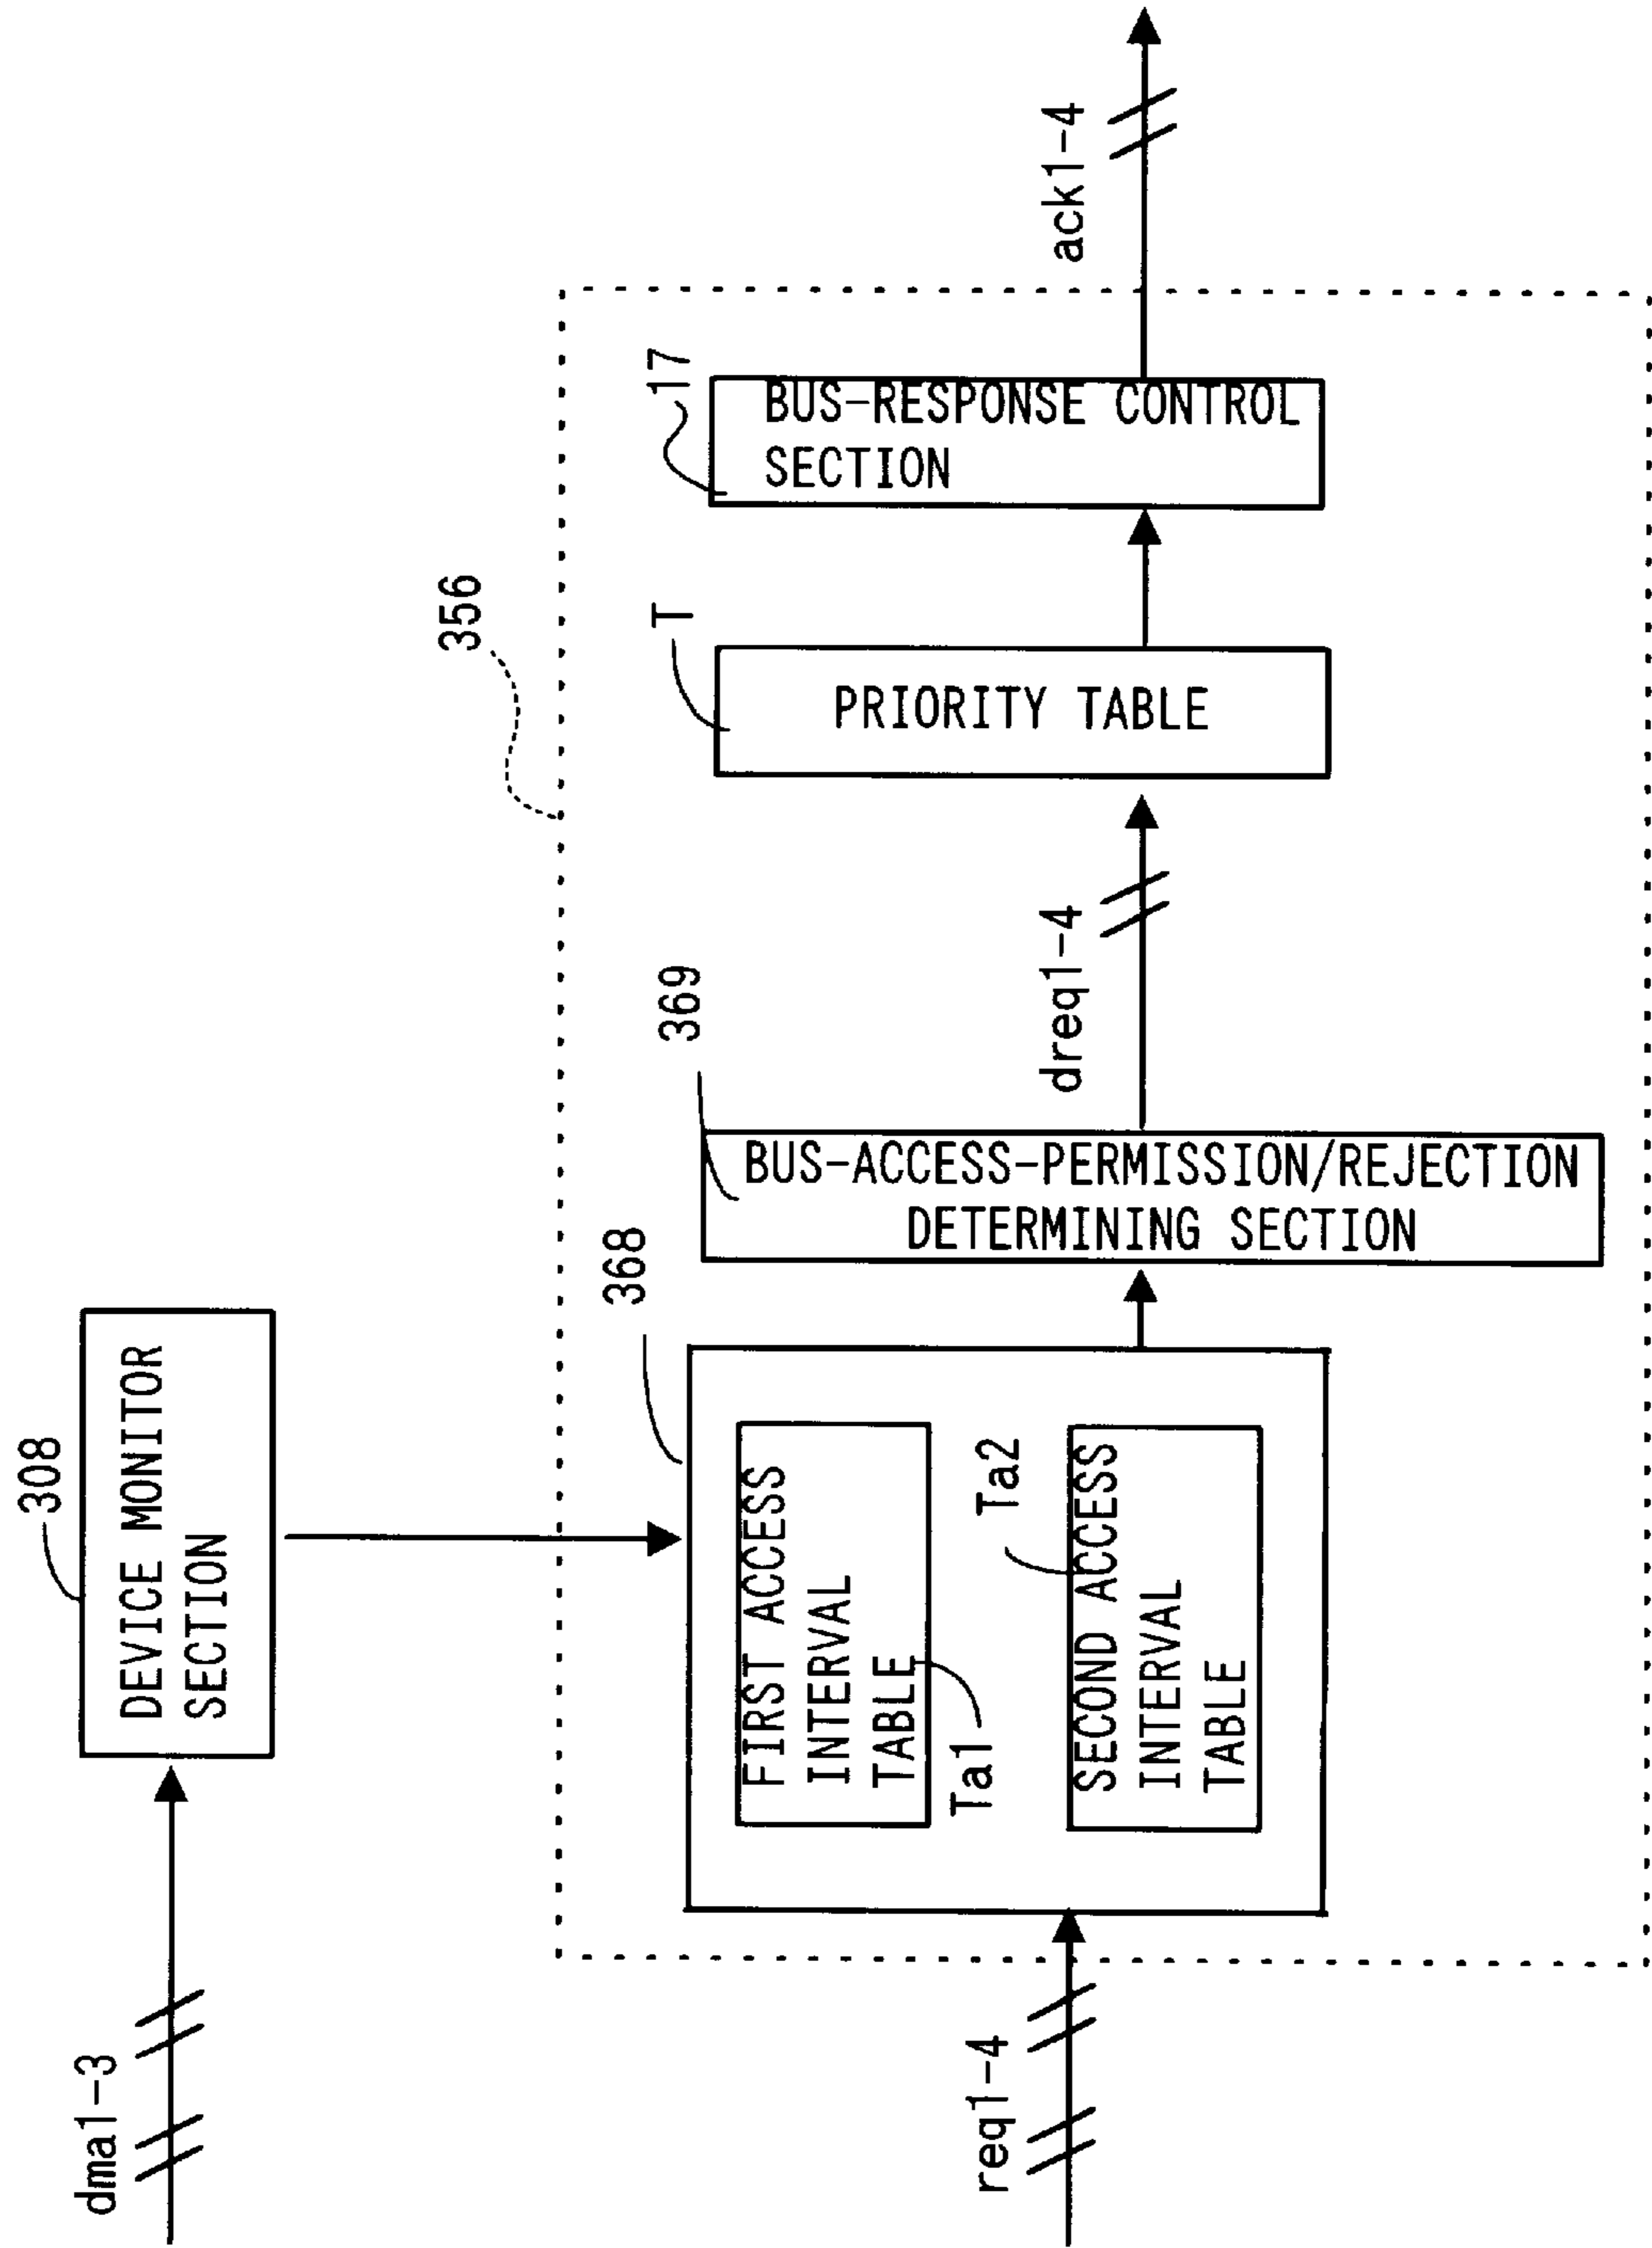 dma1-3
308
DEVICE MONITOR
SECTION
356
req1-4
368
FIRST ACCESS
INTERVAL
TABLE
Ta1
Ta2
SECOND ACCESS
INTERVAL
TABLE
369
BUS-ACCESS-PERMISSION/REJECTION
DETERMINING SECTION
dreq1-4
T
PRIORITY TABLE
17
BUS-RESPONSE CONTROL
SECTION
ack1-4